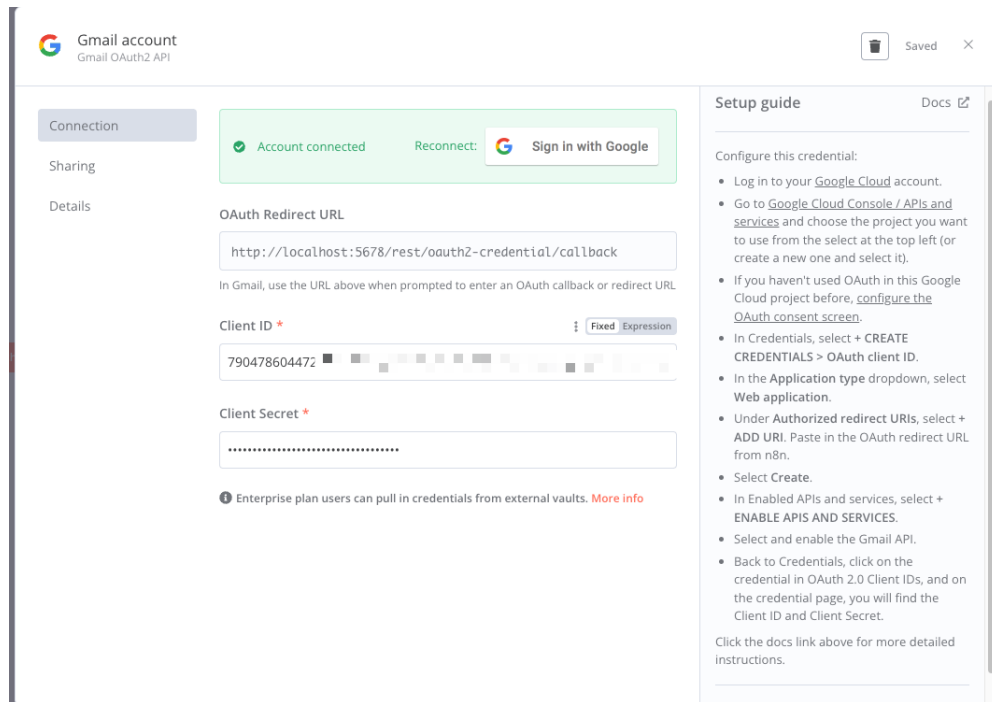 Gmail account
Gmail OAuth2 API
Saved
Connection
Sharing
Details
Account connected
Reconnect:
Sign in with Google
OAuth Redirect URL
http://localhost:5678/rest/oauth2-credential/callback
In Gmail, use the URL above when prompted to enter an OAuth callback or redirect URL
Client ID *
Fixed Expression
790478604472
Client Secret *
•••••••••••••••••••••••••••••••••••
Enterprise plan users can pull in credentials from external vaults. More info
Setup guide
Docs
Configure this credential:
• Log in to your Google Cloud account.
• Go to Google Cloud Console / APIs and
services and choose the project you want
to use from the select at the top left (or
create a new one and select it).
• If you haven't used OAuth in this Google
Cloud project before, configure the
OAuth consent screen.
• In Credentials, select + CREATE
CREDENTIALS > OAuth client ID.
• In the Application type dropdown, select
Web application.
• Under Authorized redirect URIs, select +
ADD URI. Paste in the OAuth redirect URL
from n8n.
• Select Create.
• In Enabled APIs and services, select +
ENABLE APIS AND SERVICES.
• Select and enable the Gmail API.
• Back to Credentials, click on the
credential in OAuth 2.0 Client IDs, and on
the credential page, you will find the
Client ID and Client Secret.
Click the docs link above for more detailed
instructions.